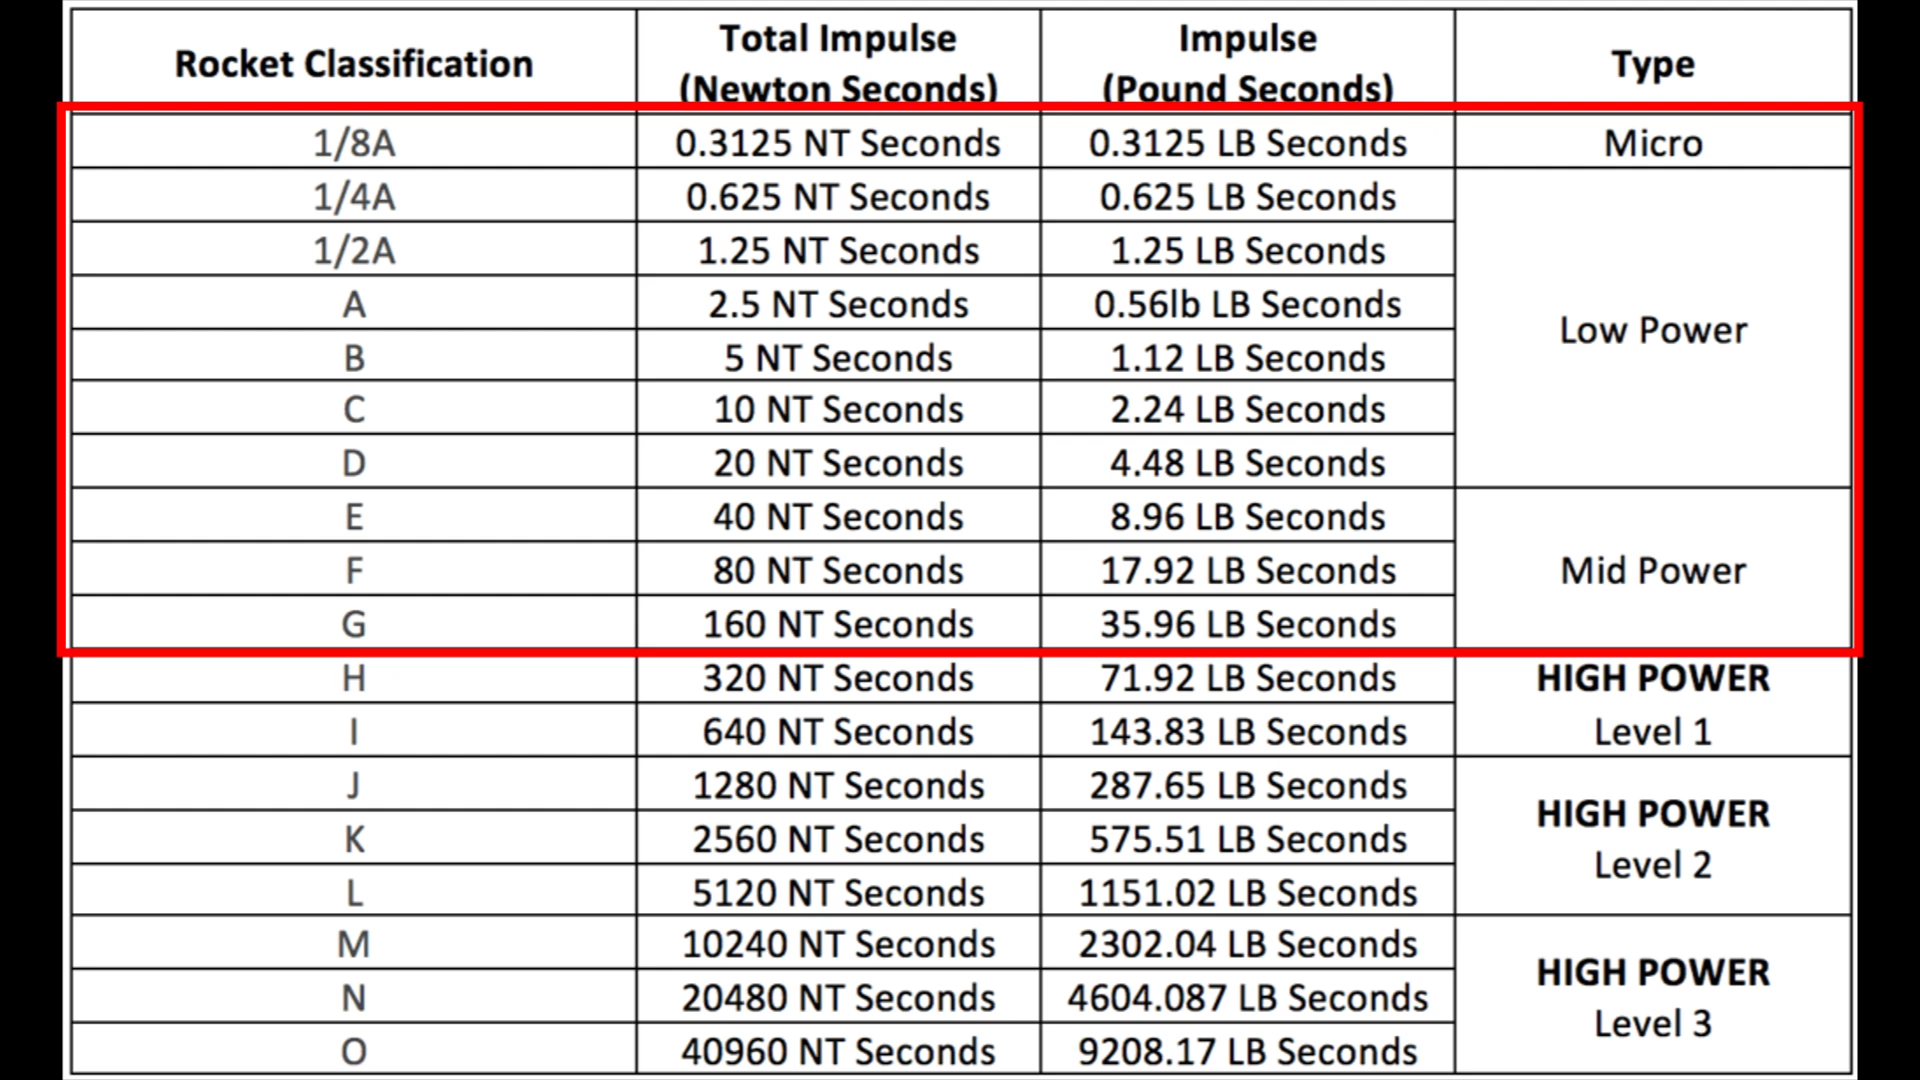 Rocket Classification
Total Impulse
(Newton Seconds)
Impulse
(Pound Seconds)
Type
1/8A 0.3125 NT Seconds 0.3125 LB Seconds Micro
1/4A 0.625 NT Seconds 0.625 LB Seconds
1/2A 1.25 NT Seconds 1.25 LB Seconds
A 2.5 NT Seconds 0.56lb LB Seconds
Low Power
B 5 NT Seconds 1.12 LB Seconds
C 10 NT Seconds 2.24 LB Seconds
D 20 NT Seconds 4.48 LB Seconds
E 40 NT Seconds 8.96 LB Seconds
F 80 NT Seconds 17.92 LB Seconds Mid Power
G 160 NT Seconds 35.96 LB Seconds
H 320 NT Seconds 71.92 LB Seconds HIGH POWER
I 640 NT Seconds 143.83 LB Seconds Level 1
J 1280 NT Seconds 287.65 LB Seconds
HIGH POWER
K 2560 NT Seconds 575.51 LB Seconds
Level 2
L 5120 NT Seconds 1151.02 LB Seconds
M 10240 NT Seconds 2302.04 LB Seconds
HIGH POWER
N 20480 NT Seconds 4604.087 LB Seconds
Level 3
O 40960 NT Seconds 9208.17 LB Seconds